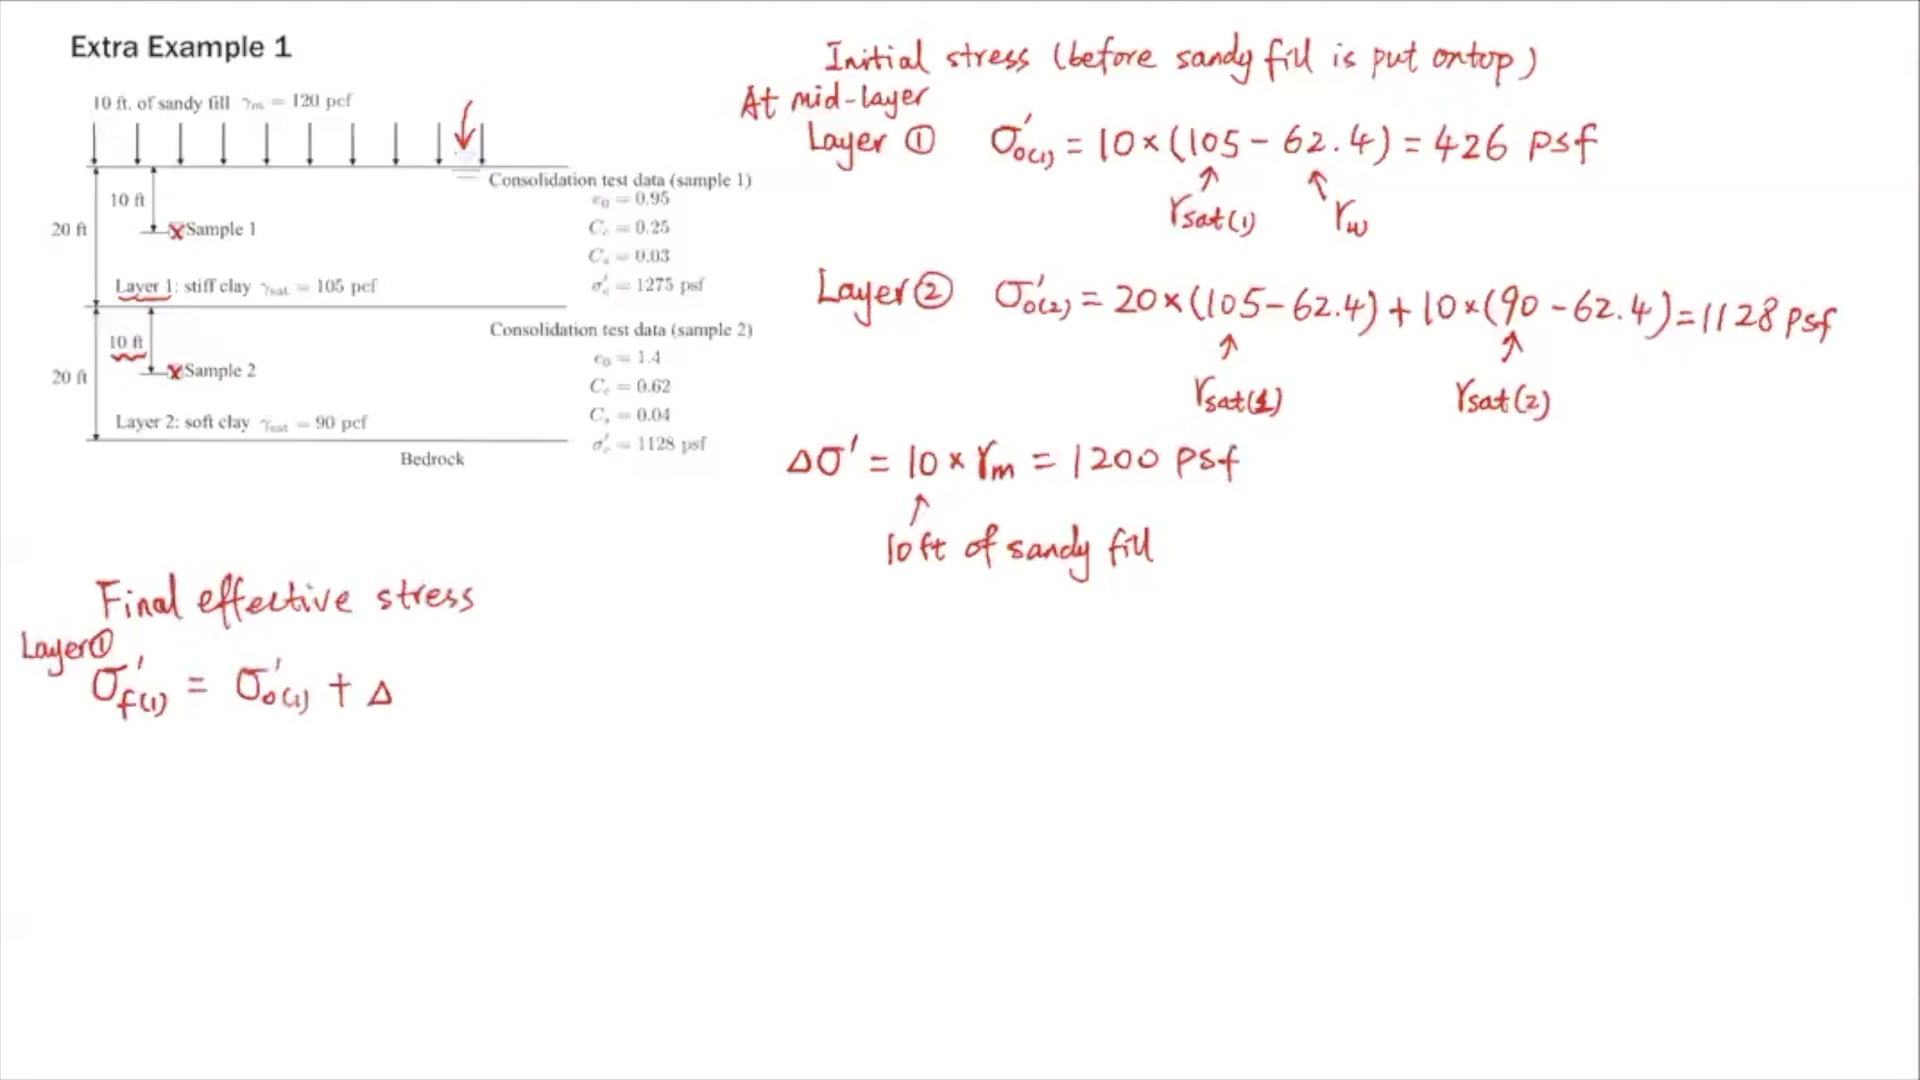 Extra Example 1
10 ft. of sandy fill γm = 120 pcf
10 ft
20 ft
Sample 1
Layer 1: stiff clay γsat = 105 pcf
Consolidation test data (sample 1)
e0 = 0.95
Cc = 0.25
= 0.03
σ'c = 1275 psf
10 ft
20 ft
Sample 2
Layer 2: soft clay γsat = 90 pcf
Bedrock
Consolidation test data (sample 2)
e0 = 1.4
Cc = 0.62
= 0.04
σ'c = 1128 psf
Initial stress (before sandy fill is put ontop)
At mid-layer
Layer ① σ'o(1) = 10×(105-62.4) = 426 psf
γsat(1) γw
Layer ② σ'o(2) = 20×(105-62.4)+10×(90-62.4)=1128 psf
γsat(1) γsat(2)
Δσ' = 10 × γm = 1200 psf
10ft of sandy fill
Final effective stress
Layer①
σ'f(1) = σ'o(1) + Δ